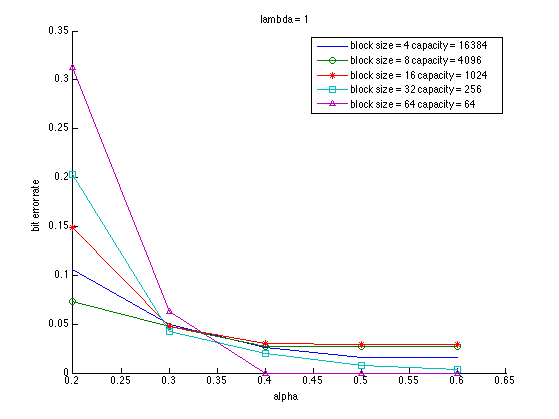 lambda = 1
0.35
0.3
0.25
0.2
0.15
0.1
0.05
0
bit error rate
block size = 4 capacity = 16384
block size = 8 capacity = 4096
block size = 16 capacity = 1024
block size = 32 capacity = 256
block size = 64 capacity = 64
0.2 0.25 0.3 0.35 0.4 0.45 0.5 0.55 0.6 0.65
alpha